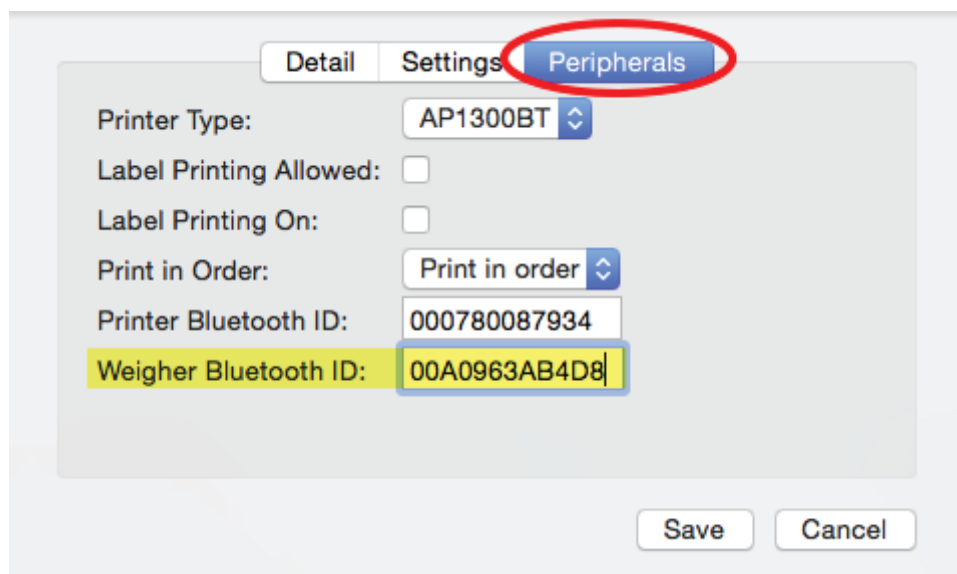 Detail Settings Peripherals
Printer Type: AP1300BT
Label Printing Allowed:
Label Printing On:
Print in Order: Print in order
Printer Bluetooth ID: 000780087934
Weigher Bluetooth ID: 00A0963AB4D8
Save Cancel